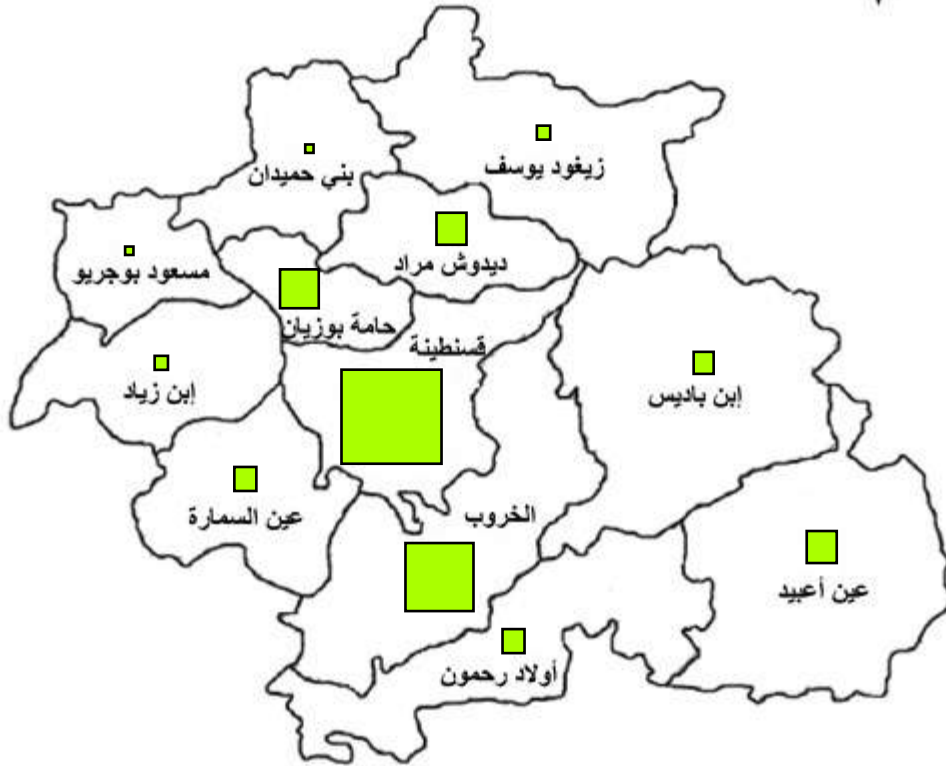 زيغود يوسف
بني حميدان
ديدوش مراد
مسعود بوجريو
حامة بوزيان
قسنطينة
إبن زياد
إبن باديس
عين السمارة
الخروب
عين أعبيد
أولاد رحمون